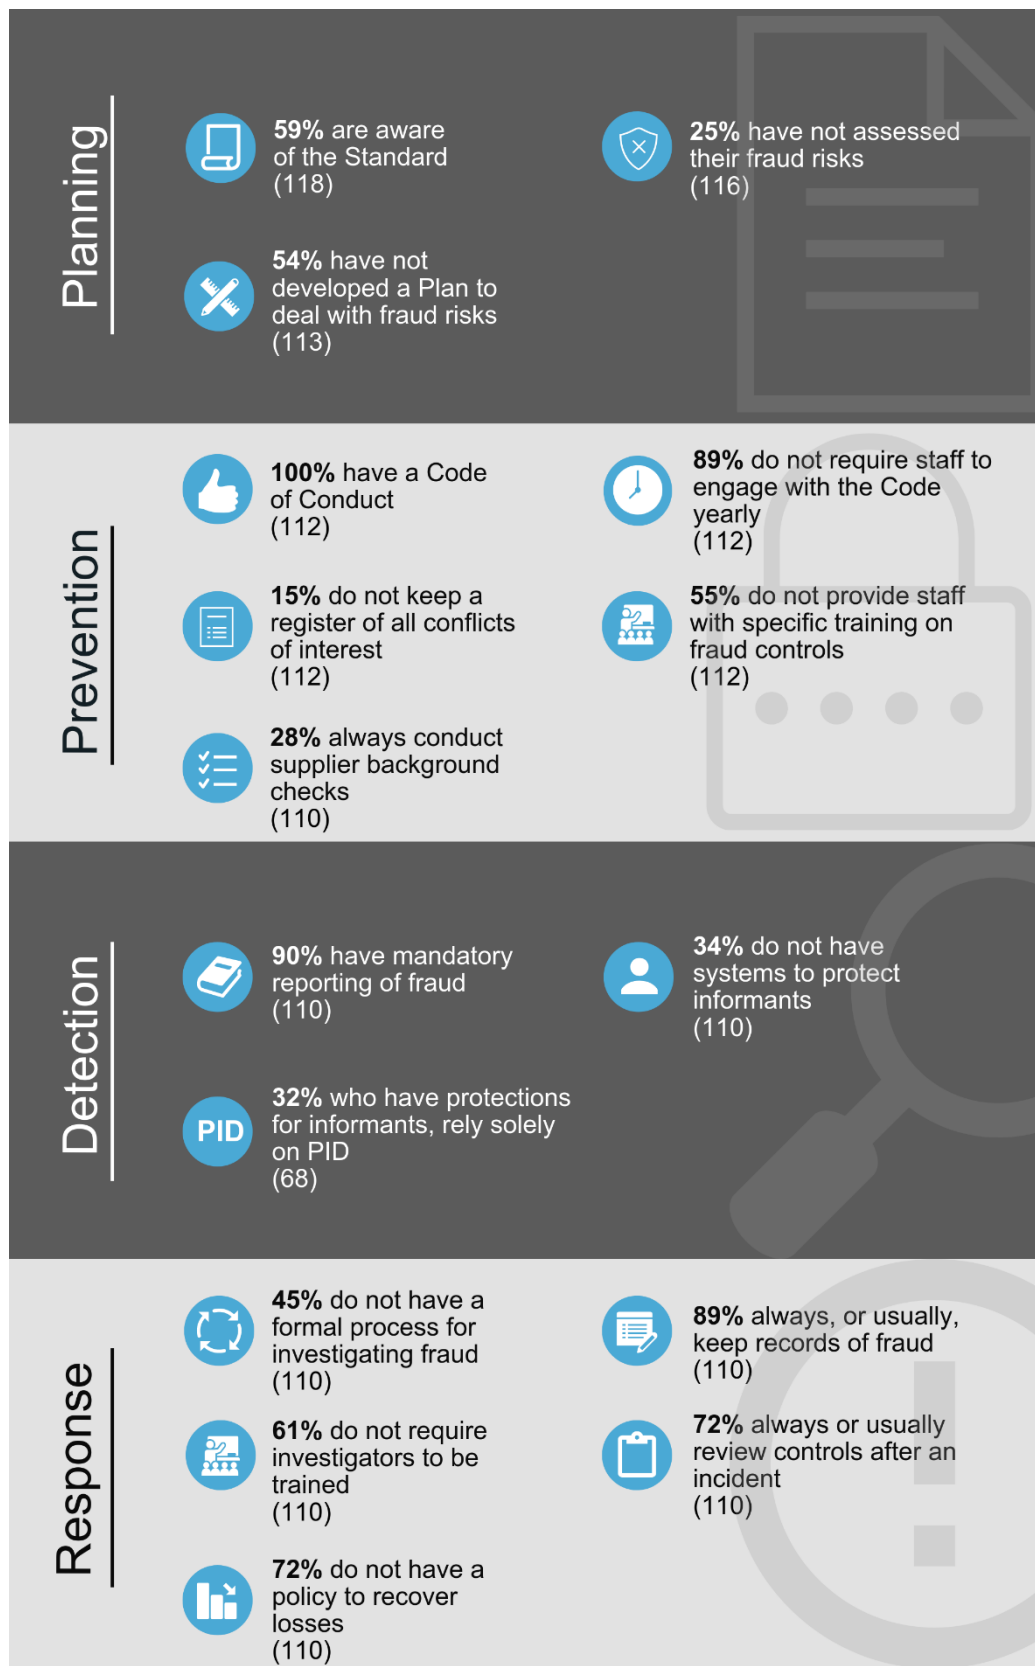 Planning
59% are aware
of the Standard
(118)
25% have not assessed
their fraud risks
(116)
54% have not
developed a Plan to
deal with fraud risks
(113)
Prevention
100% have a Code
of Conduct
(112)
89% do not require staff to
engage with the Code
yearly
(112)
15% do not keep a
register of all conflicts
of interest
(112)
55% do not provide staff
with specific training on
fraud controls
(112)
28% always conduct
supplier background
checks
(110)
Detection
90% have mandatory
reporting of fraud
(110)
34% do not have
systems to protect
informants
(110)
PID
32% who have protections
for informants, rely solely
on PID
(68)
Response
45% do not have a
formal process for
investigating fraud
(110)
89% always, or usually,
keep records of fraud
(110)
61% do not require
investigators to be
trained
(110)
72% always or usually
review controls after an
incident
(110)
72% do not have a
policy to recover
losses
(110)